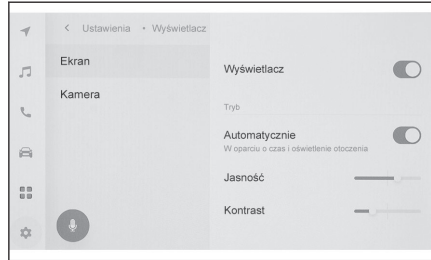 < Ustawienia • Wyświetlacz
Ekran
Kamera
Wyświetlacz
Tryb
Automatycznie
W oparciu o czas i oświetlenie otoczenia
Jasność
Kontrast